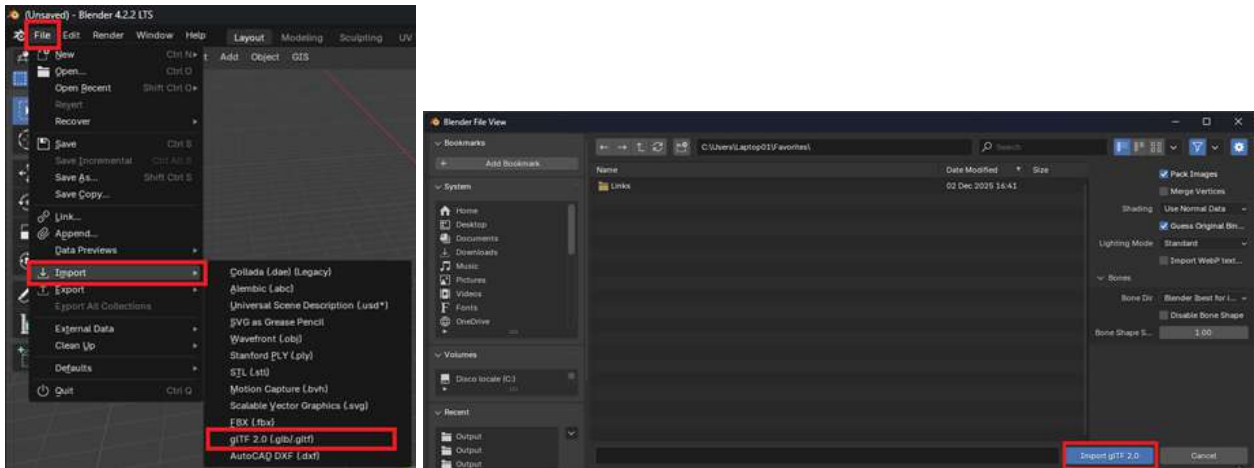 (Unsaved) - Blender 4.2.2 LTS
File Edit Render Window Help Layout Modeling Sculpting UV
New Ctrl N
Add Object GIS
Open... Ctrl O
Open Recent Shift Ctrl O
Revert
Recover
Save Ctrl S
Save Incremental Ctrl Alt S
Save As... Shift Ctrl S
Save Copy...
Link...
Append...
Data Previews
Import
Export
Export All Collections
External Data
Clean Up
Defaults
Quit Ctrl Q
Collada (.dae) (Legacy)
Alembic (.abc)
Universal Scene Description (.usd*)
SVG as Grease Pencil
Wavefront (.obj)
Stanford PLY (.ply)
STL (.stl)
Motion Capture (.bvh)
Scalable Vector Graphics (.svg)
FBX (.fbx)
glTF 2.0 (.glb/.gltf)
AutoCAD DXF (.dxf)
Blender File View
Bookmarks
Add Bookmark
System
Home
Desktop
Documents
Downloads
Music
Pictures
Videos
Fonts
OneDrive
Volumes
Disco locale (C:)
Recent
Output
Output
Output
C:\Users\Laptop01\Favorites\
Search
Name Date Modified Size
Links 02 Dec 2025 16:41
Pack Images
Merge Vertices
Shading Use Normal Data
Guess Original Bin...
Lighting Mode Standard
Import WebP text...
Bones
Bone Dir Blender (best for i...
Disable Bone Shape
Bone Shape S... 1.00
Import glTF 2.0 Cancel